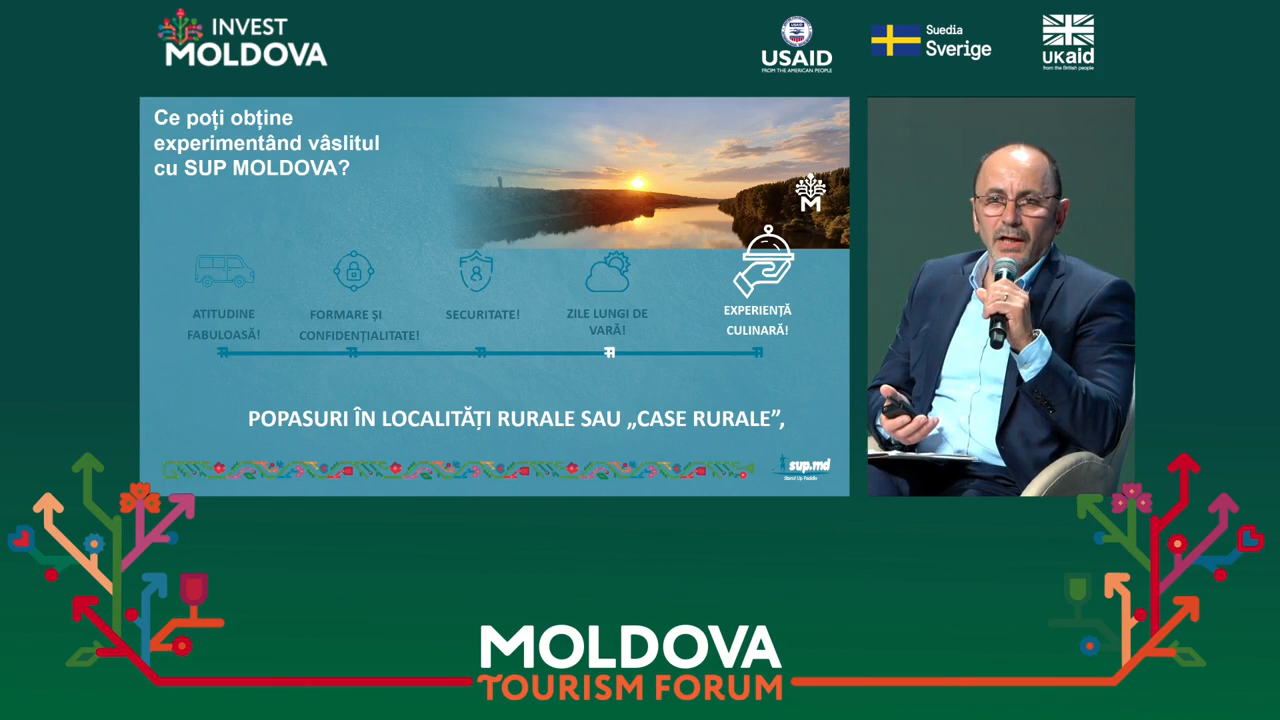 INVEST
MOLDOVA
USAID
FROM THE AMERICAN PEOPLE
Suedia
Sverige
UKaid
from the British people
Ce poți obține
experimentând vâslitul
cu SUP MOLDOVA?
M
ATITUDINE
FABULOASĂ!
FORMARE ȘI
CONFIDENȚIALITATE!
SECURITATE!
ZILE LUNGI DE
VARĂ!
EXPERIENȚĂ
CULINARĂ!
POPASURI ÎN LOCALITĂȚI RURALE SAU „CASE RURALE”,
sup.md
Stand Up Paddle
MOLDOVA
TOURISM FORUM